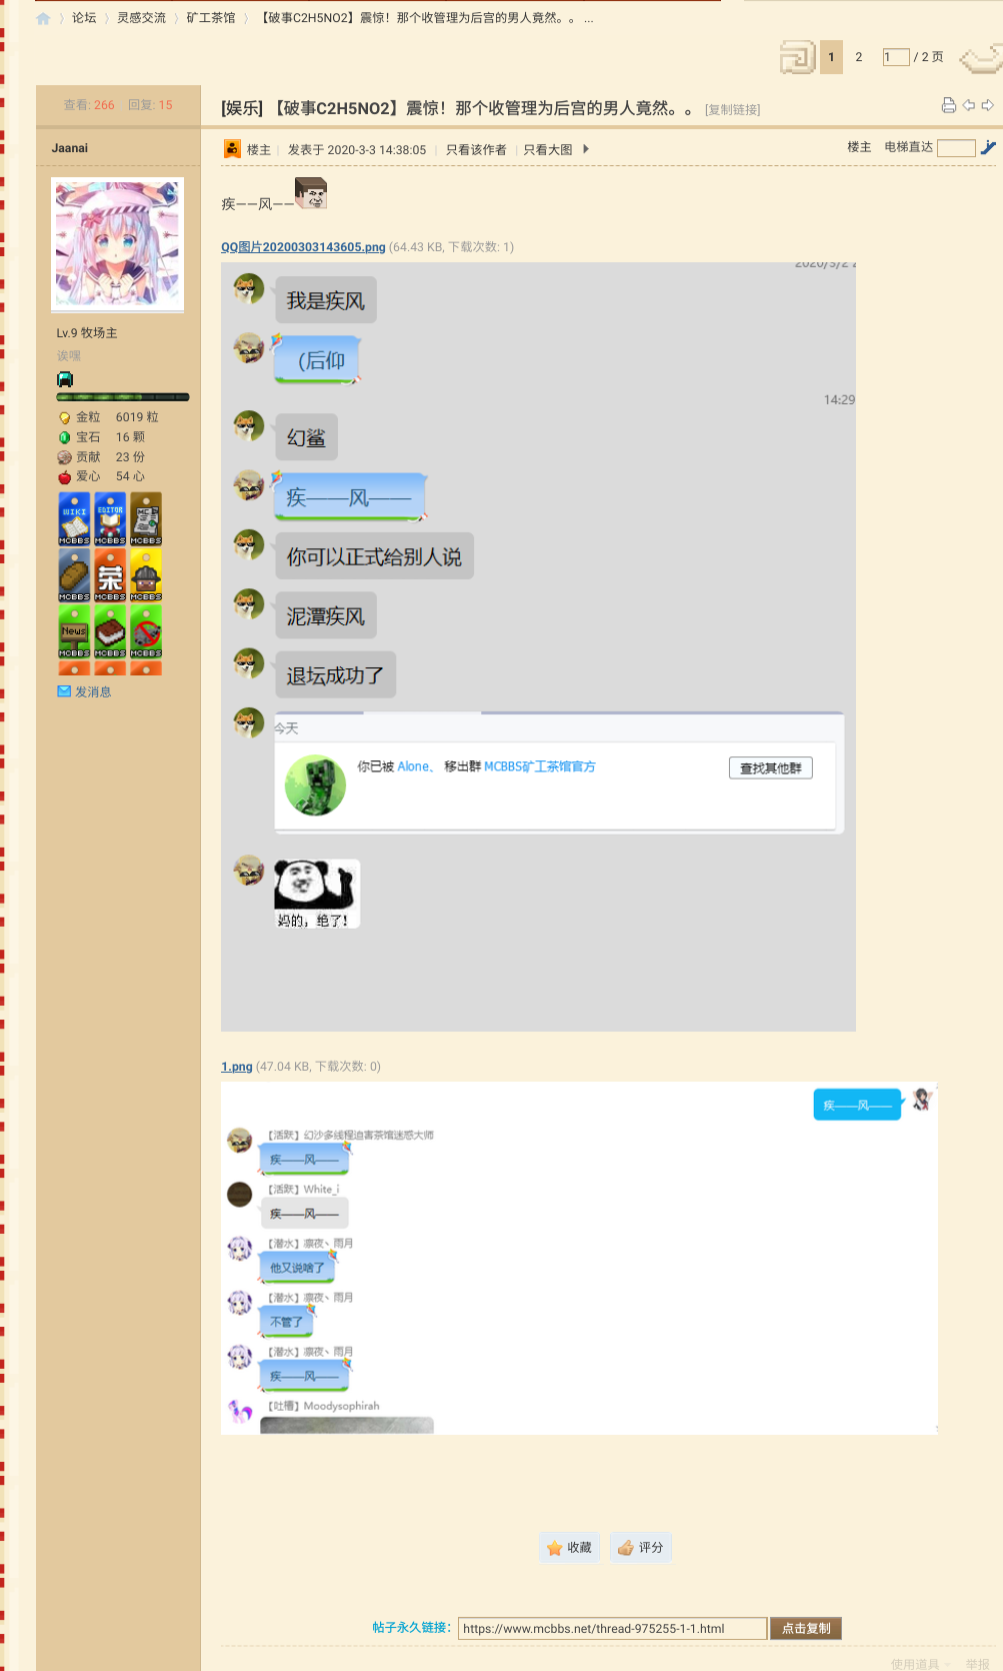 论坛 〉 灵感交流 〉 矿工茶馆 〉 【破事C2H5NO2】震惊！那个收管理为后宫的男人竟然。。 ...
1 2 1 / 2 页
查看: 266 回复: 15
[娱乐] 【破事C2H5NO2】震惊！那个收管理为后宫的男人竟然。。 [复制链接]
Jaanai
楼主 发表于 2020-3-3 14:38:05 只看该作者 只看大图
楼主 电梯直达
Lv.9 牧场主
诶嘿
金粒 6019 粒
宝石 16 颗
贡献 23 份
爱心 54 心
WIKI EDITOR
MCBBS MCBBS MCBBS
荣
MCBBS MCBBS MCBBS
News
MCBBS MCBBS MCBBS
发消息
疾——风——
QQ图片20200303143605.png (64.43 KB, 下载次数: 1)
我是疾风
（后仰
14:29
幻鲨
疾——风——
你可以正式给别人说
泥潭疾风
退坛成功了
今天
你已被 Alone、 移出群 MCBBS矿工茶馆官方
查找其他群
妈的，绝了！
1.png (47.04 KB, 下载次数: 0)
疾——风——
【活跃】幻沙多线程迫害茶馆迷惑大师
疾——风——
【活跃】White_i
疾——风——
【潜水】凛夜丶雨月
他又说啥了
【潜水】凛夜丶雨月
不管了
【潜水】凛夜丶雨月
疾——风——
【吐槽】Moodysophirah
收藏 评分
帖子永久链接: https://www.mcbbs.net/thread-975255-1-1.html 点击复制
使用道具 举报